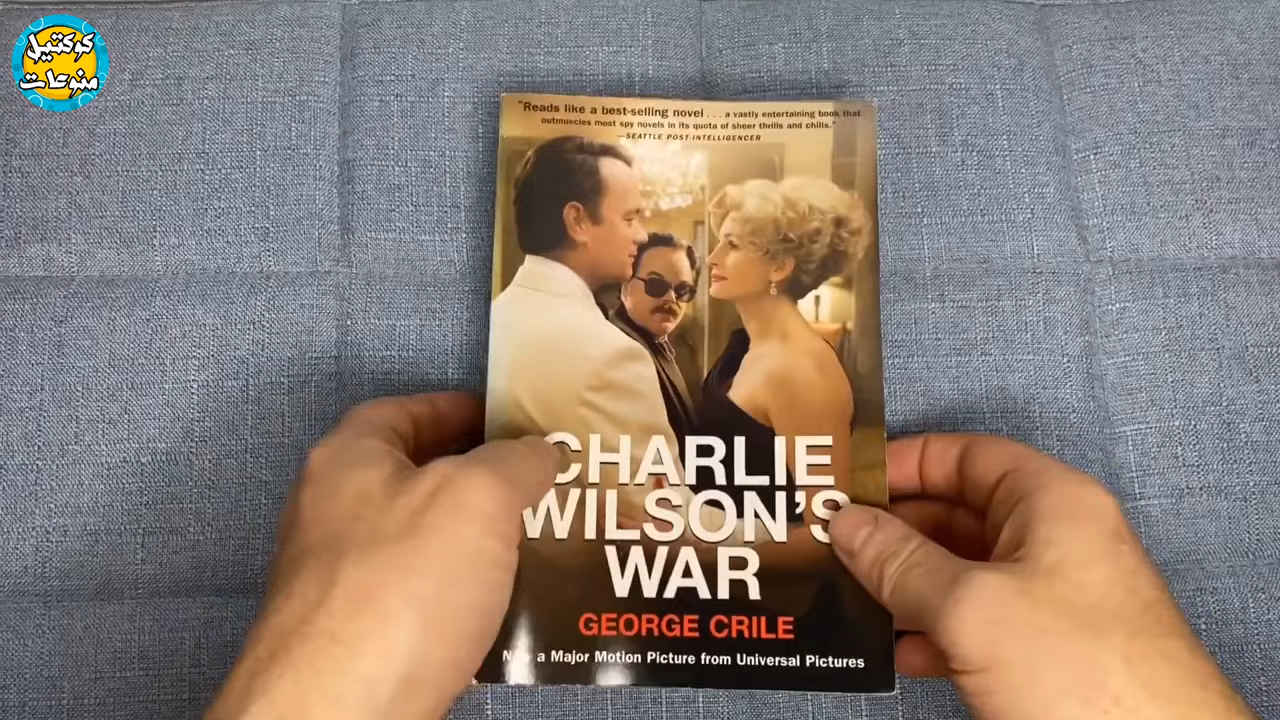 كوكتيل
منوعات
"Reads like a best-selling novel . . . a vastly entertaining book that
outmuscles most spy novels in its quota of sheer thrills and chills."
—SEATTLE POST-INTELLIGENCER
CHARLIE
WILSON'S
WAR
GEORGE CRILE
Now a Major Motion Picture from Universal Pictures